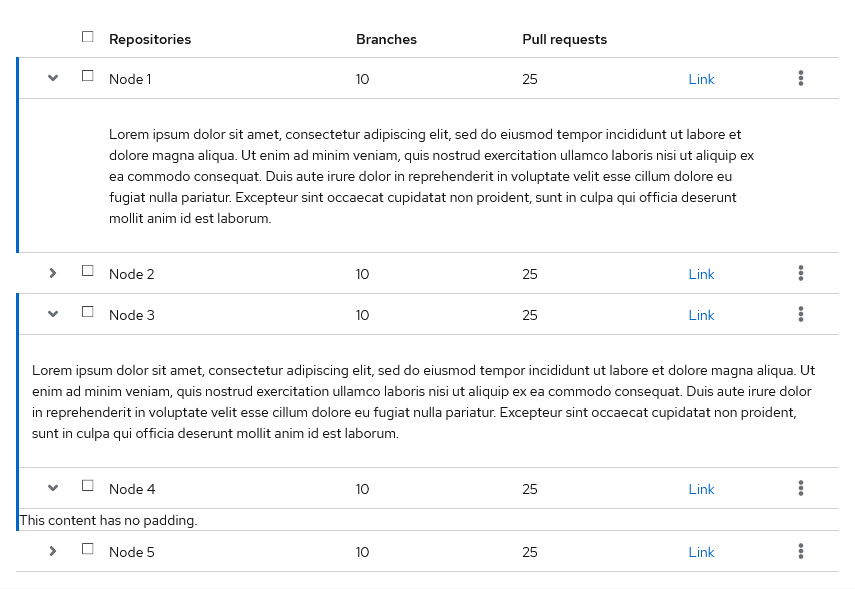 Repositories Branches Pull requests
Node 1 10 25 Link
Lorem ipsum dolor sit amet, consectetur adipiscing elit, sed do eiusmod tempor incididunt ut labore et
dolore magna aliqua. Ut enim ad minim veniam, quis nostrud exercitation ullamco laboris nisi ut aliquip ex
ea commodo consequat. Duis aute irure dolor in reprehenderit in voluptate velit esse cillum dolore eu
fugiat nulla pariatur. Excepteur sint occaecat cupidatat non proident, sunt in culpa qui officia deserunt
mollit anim id est laborum.
Node 2 10 25 Link
Node 3 10 25 Link
Lorem ipsum dolor sit amet, consectetur adipiscing elit, sed do eiusmod tempor incididunt ut labore et dolore magna aliqua. Ut
enim ad minim veniam, quis nostrud exercitation ullamco laboris nisi ut aliquip ex ea commodo consequat. Duis aute irure dolor
in reprehenderit in voluptate velit esse cillum dolore eu fugiat nulla pariatur. Excepteur sint occaecat cupidatat non proident,
sunt in culpa qui officia deserunt mollit anim id est laborum.
Node 4 10 25 Link
This content has no padding.
Node 5 10 25 Link